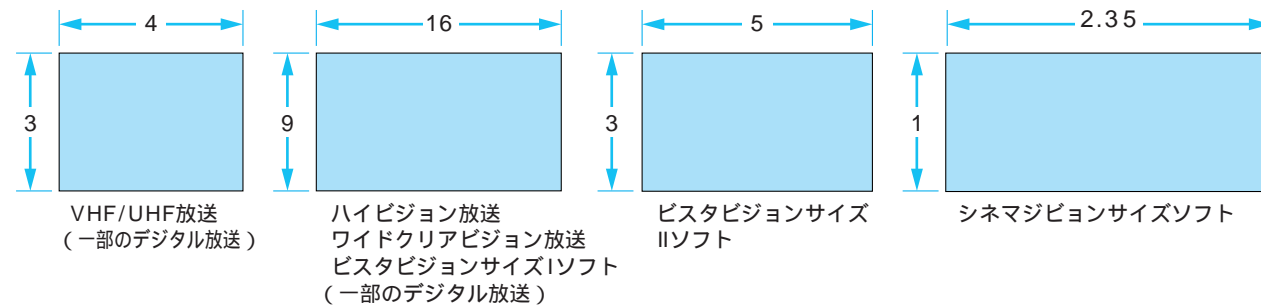 4
3
VHF/UHF放送
(一部のデジタル放送)
16
9
ハイビジョン放送
ワイドクリアビジョン放送
ビスタビジョンサイズIソフト
(一部のデジタル放送)
5
3
ビスタビジョンサイズ
IIソフト
2.35
1
シネマジビョンサイズソフト